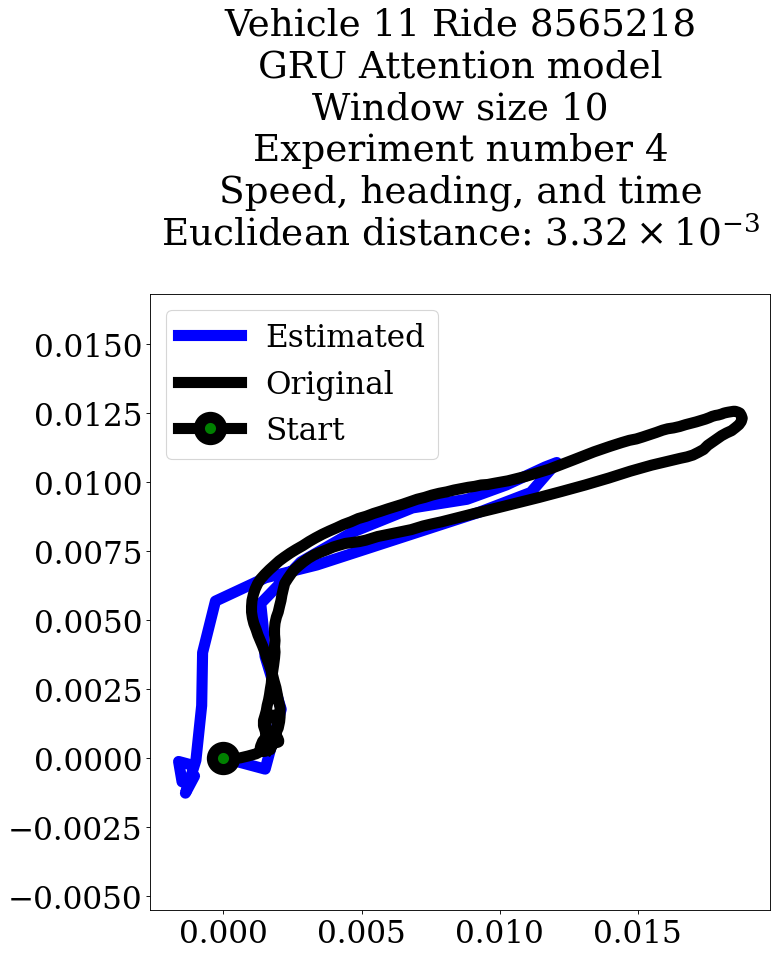 Vehicle 11 Ride 8565218
GRU Attention model
Window size 10
Experiment number 4
Speed, heading, and time
Euclidean distance: 3.32 × 10⁻³
Estimated
Original
Start
0.0150
0.0125
0.0100
0.0075
0.0050
0.0025
0.0000
−0.0025
−0.0050
0.000 0.005 0.010 0.015